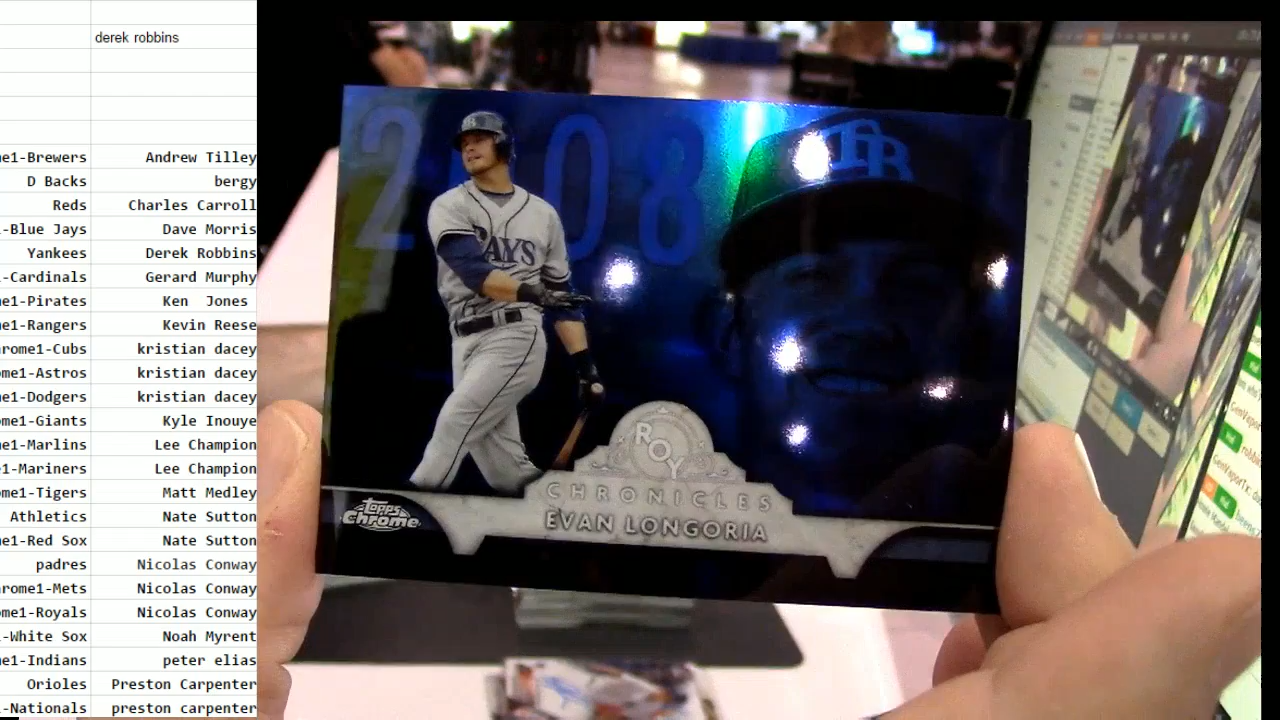 derek robbins
me1-Brewers Andrew Tilley
D Backs bergy
Reds Charles Carroll
-Blue Jays Dave Morris
Yankees Derek Robbins
-Cardinals Gerard Murphy
me1-Pirates Ken Jones
me1-Rangers Kevin Reese
rome1-Cubs kristian dacey
ome1-Astros kristian dacey
me1-Dodgers kristian dacey
ome1-Giants Kyle Inouye
me1-Marlins Lee Champion
e1-Mariners Lee Champion
ome1-Tigers Matt Medley
Athletics Nate Sutton
me1-Red Sox Nate Sutton
padres Nicolas Conway
hrome1-Mets Nicolas Conway
ome1-Royals Nicolas Conway
-White Sox Noah Myrent
me1-Indians peter elias
Orioles Preston Carpenter
-Nationals preston carpenter
2008
TB
RAYS
ROY
CHRONICLES
EVAN LONGORIA
Topps
Chrome